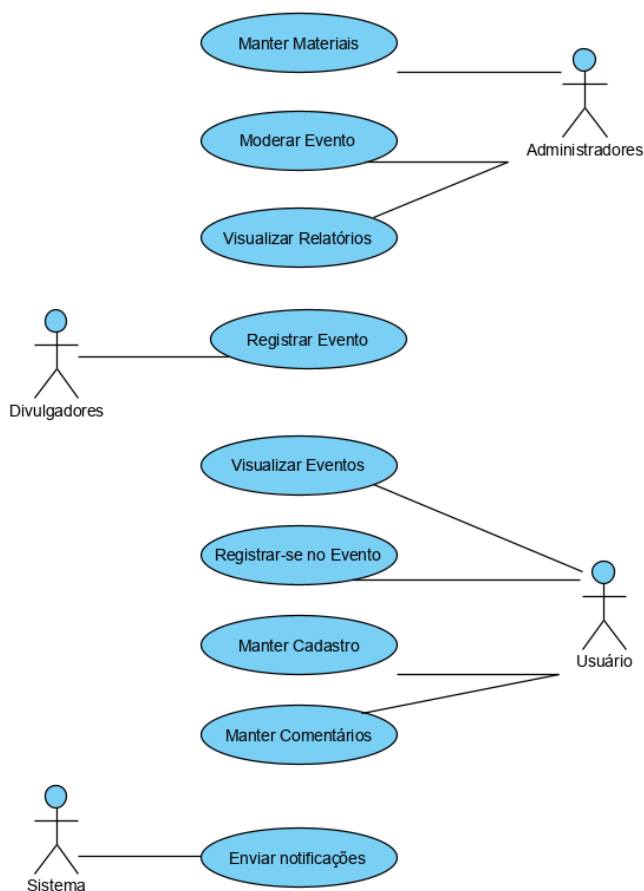 Manter Materiais
Moderar Evento
Administradores
Visualizar Relatórios
Registrar Evento
Divulgadores
Visualizar Eventos
Registrar-se no Evento
Manter Cadastro
Usuário
Manter Comentários
Enviar notificações
Sistema